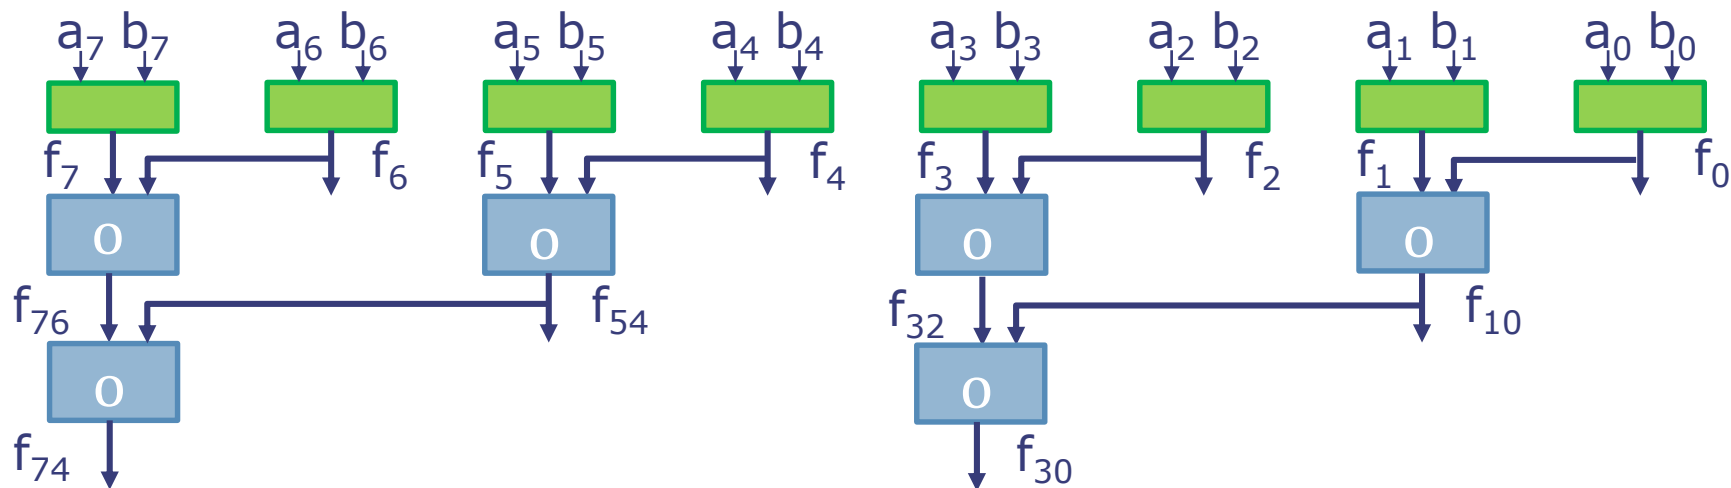 a₇ b₇ a₆ b₆ a₅ b₅ a₄ b₄ a₃ b₃ a₂ b₂ a₁ b₁ a₀ b₀
f₇ f₆ f₅ f₄ f₃ f₂ f₁ f₀
o o o o
f₇₆ f₅₄ f₃₂ f₁₀
o o
f₇₄ f₃₀